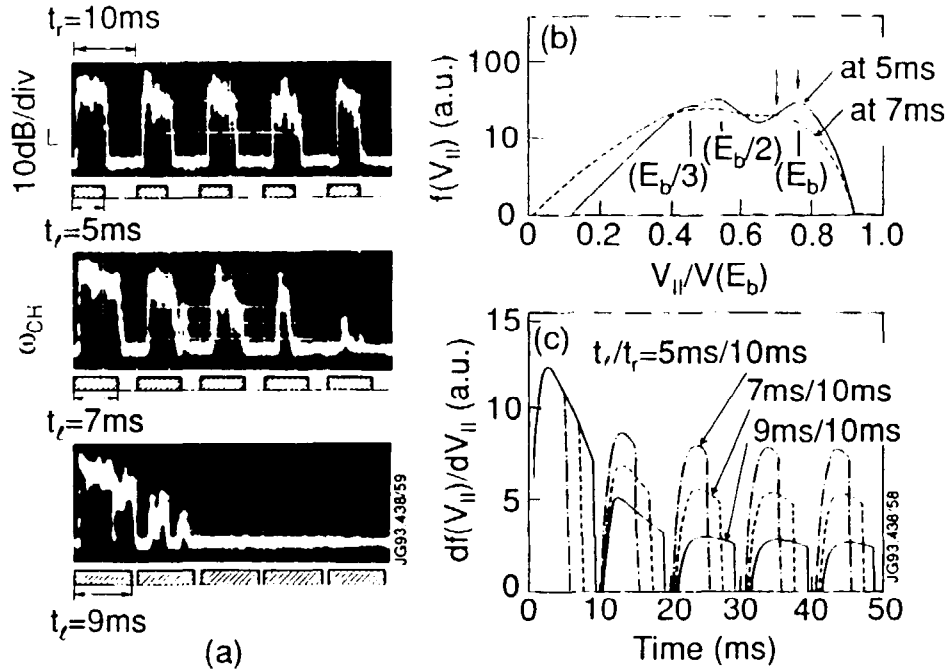 t_r=10ms
10dB/div
L
t_ℓ=5ms
ω_CH
t_ℓ=7ms
JG93 438/59
t_ℓ=9ms
(a)
(b)
f(V_||) (a.u.)
100
10
0
at 5ms
at 7ms
(E_b/3)
(E_b/2)
(E_b)
0 0.2 0.4 0.6 0.8 1.0
V_||/V(E_b)
(c)
df(V_||)/dV_|| (a.u.)
15
10
5
0
t_ℓ/t_r=5ms/10ms
7ms/10ms
9ms/10ms
JG93 438/58
0 10 20 30 40 50
Time (ms)